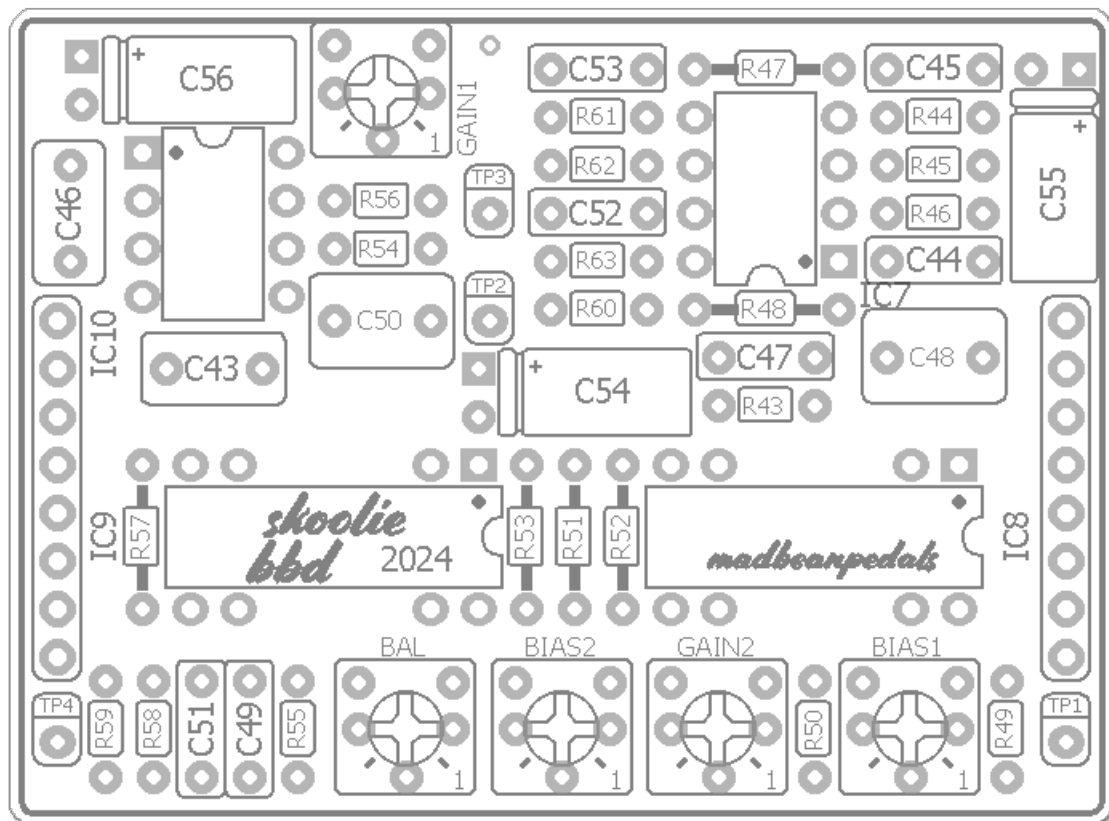 C56
+
GAIN1
1
C53
R47
C45
R61
R44
+
C46
R62
R45
C55
TP3
R56
C52
R46
R54
R63
C44
TP2
IC7
R60
R48
IC10
C50
C47
C48
C43
+
C54
R43
IC9
R57
skoolie
bbd 2024
R53
R51
R52
madbeanpedals
IC8
BAL
BIAS2
GAIN2
BIAS1
TP4
R59
R58
C51
C49
R55
1
1
1
R50
1
R49
TP1